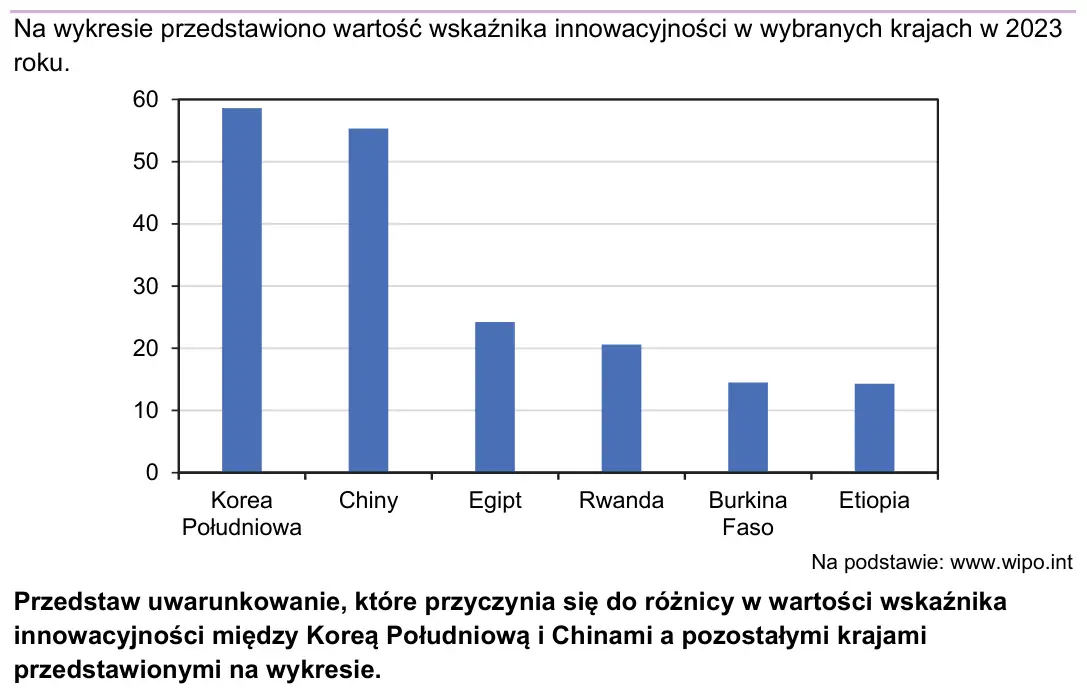 Na wykresie przedstawiono wartość wskaźnika innowacyjności w wybranych krajach w 2023
roku.
60
50
40
30
20
10
0
Korea Południowa
Chiny
Egipt
Rwanda
Burkina Faso
Etiopia
Na podstawie: www.wipo.int
Przedstaw uwarunkowanie, które przyczynia się do różnicy w wartości wskaźnika
innowacyjności między Koreą Południową i Chinami a pozostałymi krajami
przedstawionymi na wykresie.